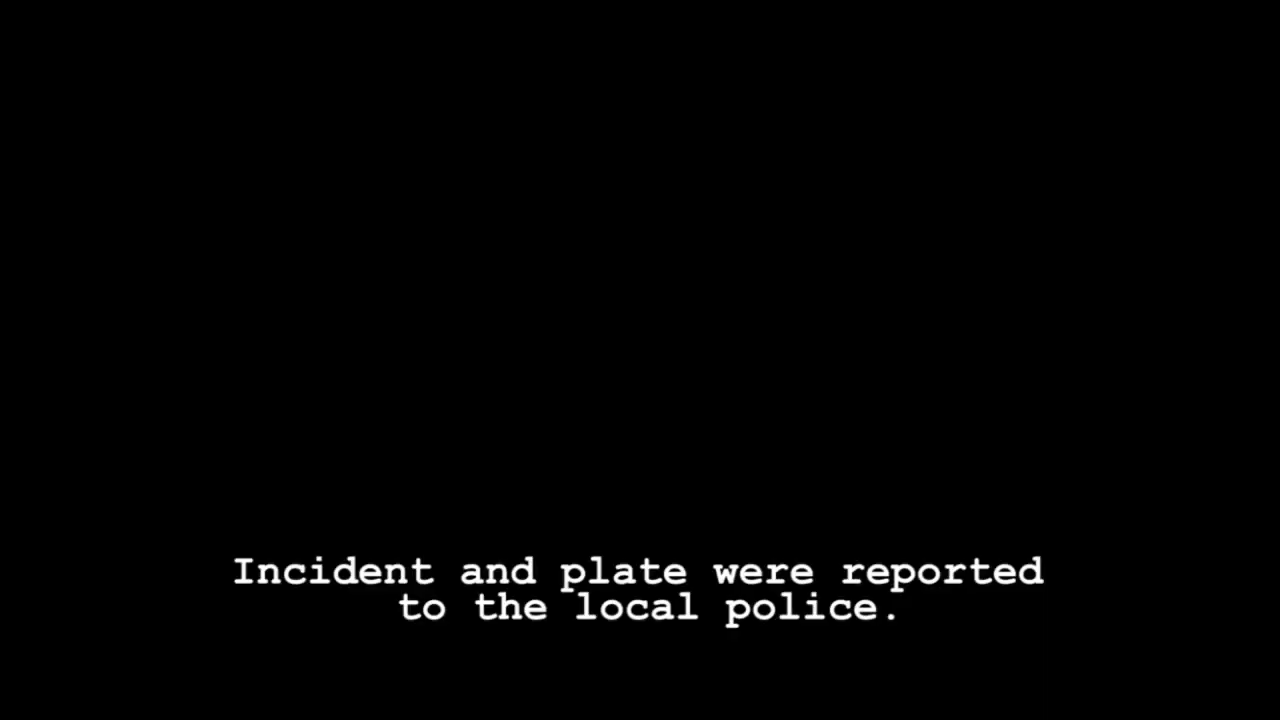 Incident and plate were reported
to the local police.